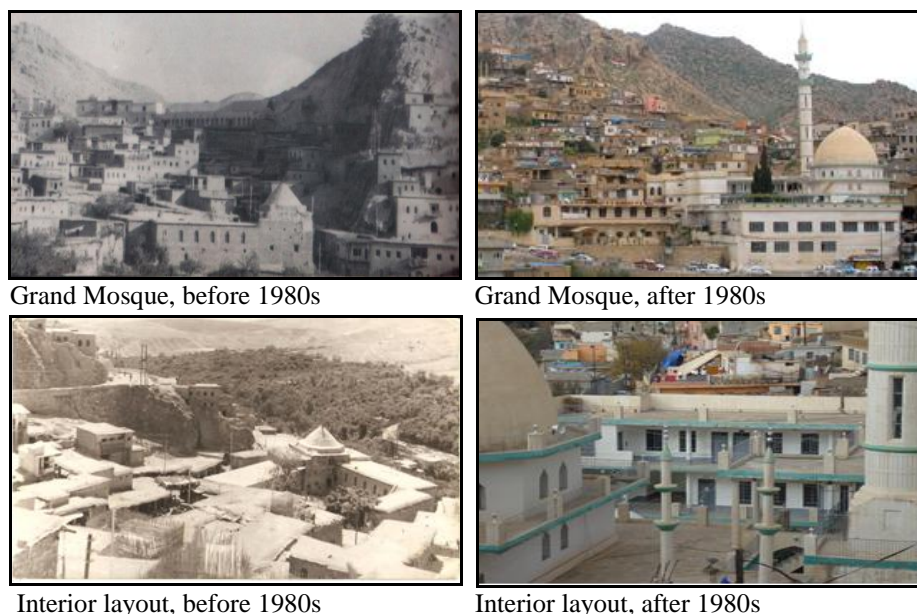 Grand Mosque, before 1980s
Grand Mosque, after 1980s
Interior layout, before 1980s
Interior layout, after 1980s